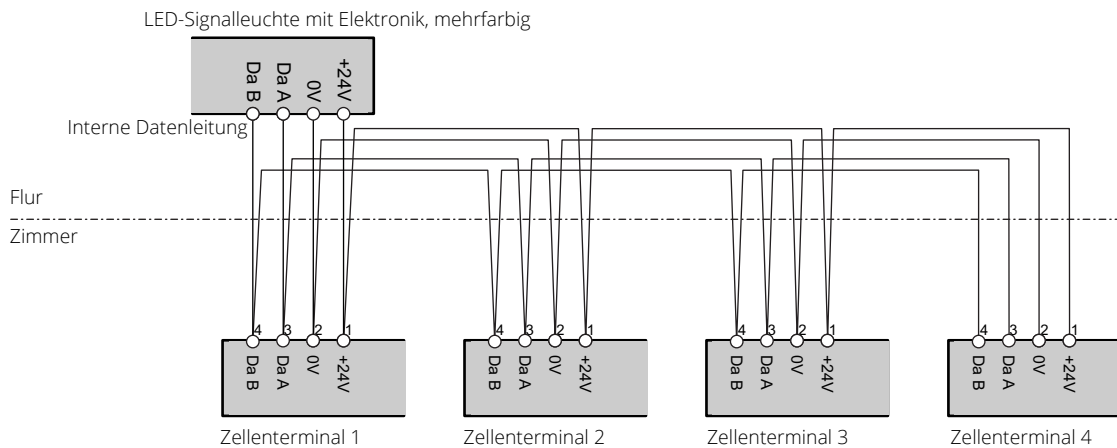 LED-Signalleuchte mit Elektronik, mehrfarbig
Da B
Da A
0V
+24V
Interne Datenleitung
Flur
Zimmer
4
3
2
1
4
3
2
1
4
3
2
1
4
3
2
1
Da B
Da A
0V
+24V
Da B
Da A
0V
+24V
Da B
Da A
0V
+24V
Da B
Da A
0V
+24V
Zellenterminal 1
Zellenterminal 2
Zellenterminal 3
Zellenterminal 4